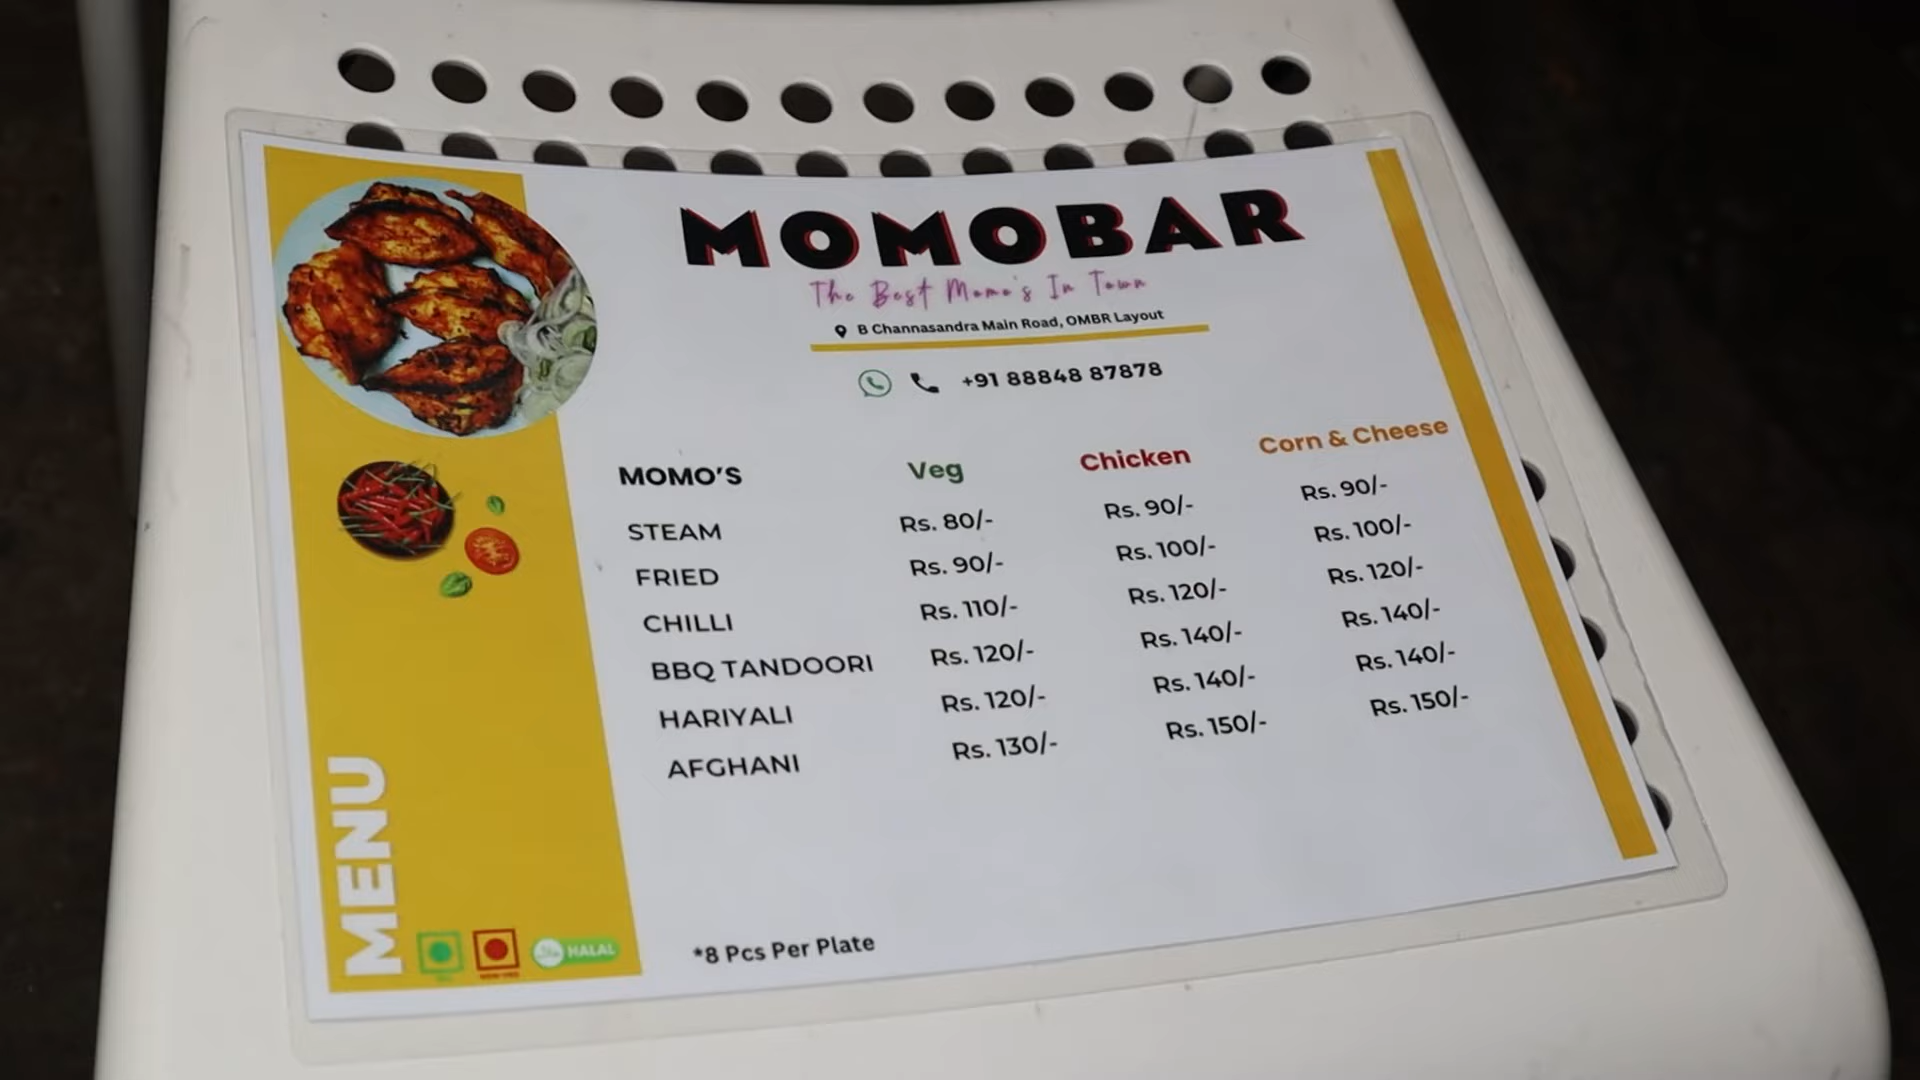 MOMOBAR
The Best Momo's In Town
B Channasandra Main Road, OMBR Layout
+91 88848 87878
MOMO'S Veg Chicken Corn & Cheese
STEAM Rs. 80/- Rs. 90/- Rs. 90/-
FRIED Rs. 90/- Rs. 100/- Rs. 100/-
CHILLI Rs. 110/- Rs. 120/- Rs. 120/-
BBQ TANDOORI Rs. 120/- Rs. 140/- Rs. 140/-
HARIYALI Rs. 120/- Rs. 140/- Rs. 140/-
AFGHANI Rs. 130/- Rs. 150/- Rs. 150/-
MENU
HALAL
*8 Pcs Per Plate